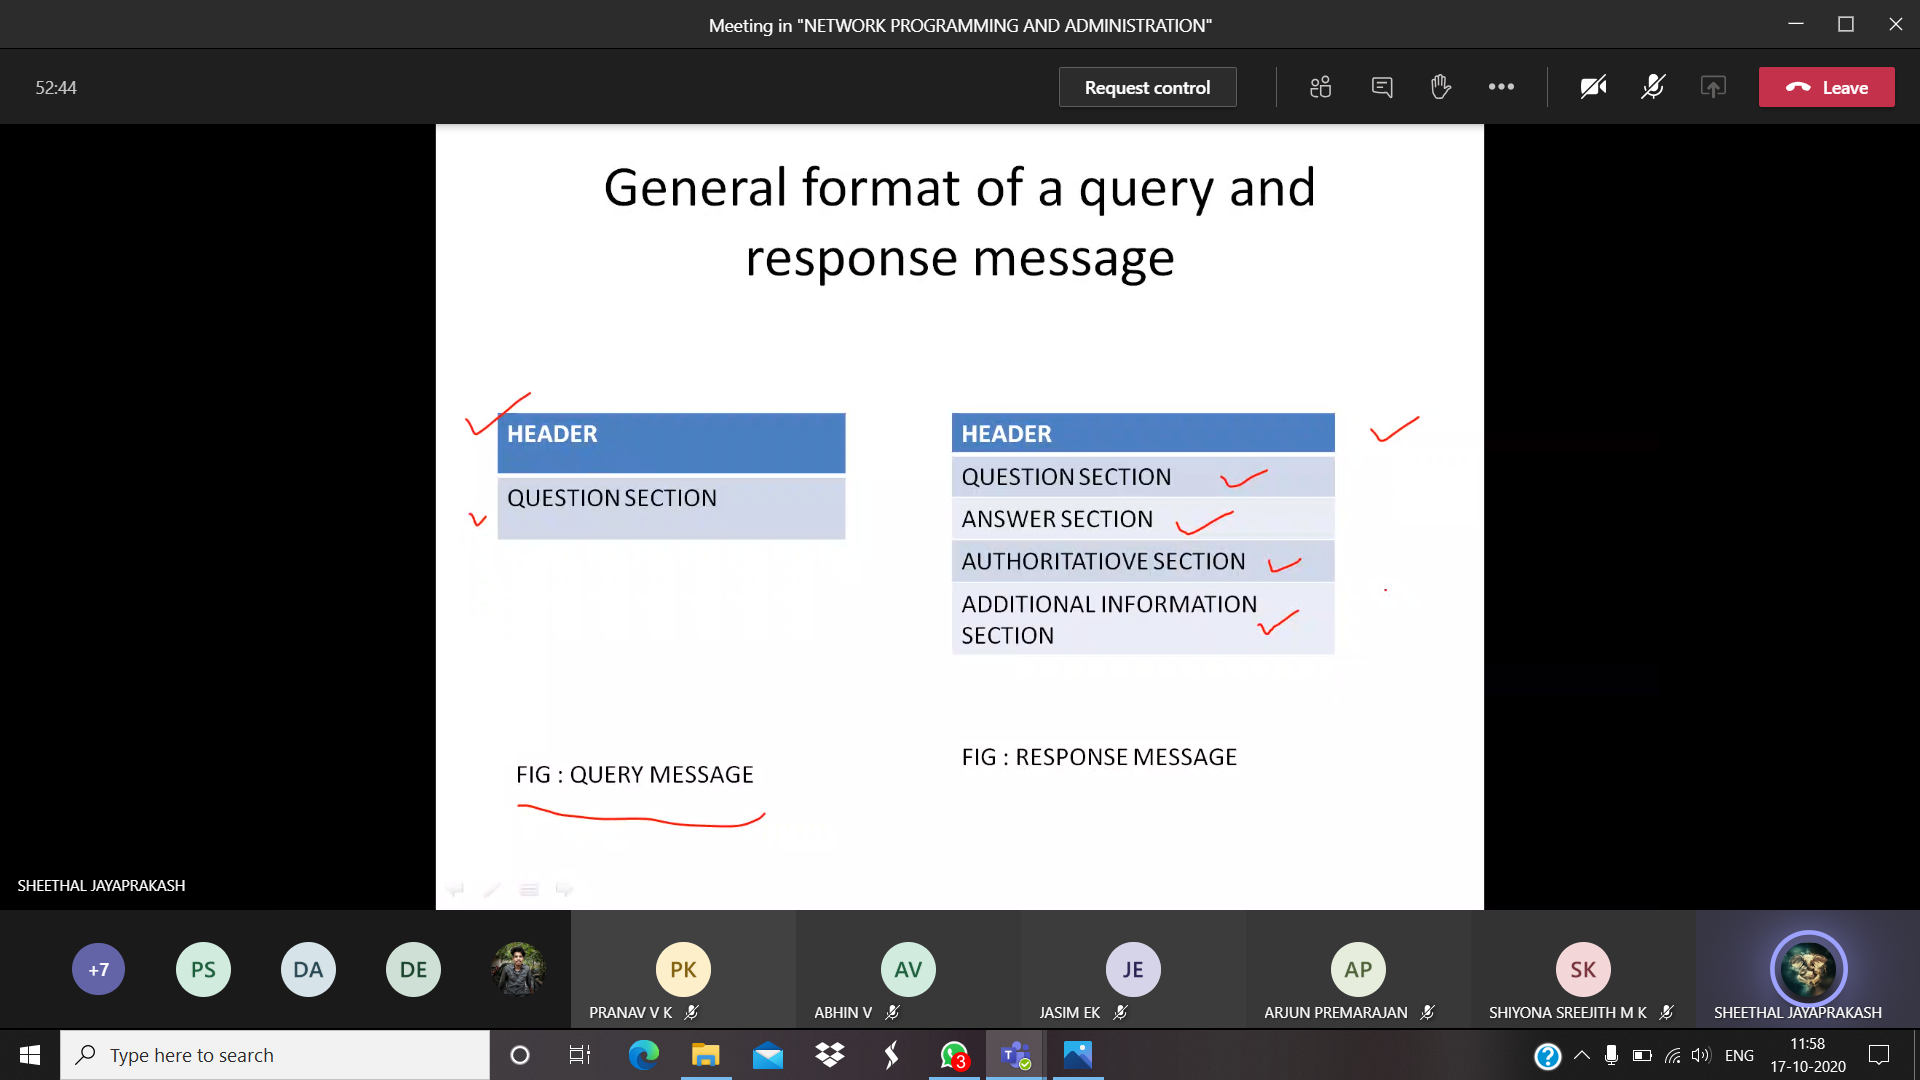 Meeting in "NETWORK PROGRAMMING AND ADMINISTRATION"
52:44
Request control
Leave
General format of a query and
response message
HEADER
QUESTION SECTION
FIG : QUERY MESSAGE
HEADER
QUESTION SECTION
ANSWER SECTION
AUTHORITATIOVE SECTION
ADDITIONAL INFORMATION
SECTION
FIG : RESPONSE MESSAGE
SHEETHAL JAYAPRAKASH
+7
PS
DA
DE
PK
PRANAV V K
AV
ABHIN V
JE
JASIM EK
AP
ARJUN PREMARAJAN
SK
SHIYONA SREEJITH M K
SHEETHAL JAYAPRAKASH
Type here to search
3
T
?
ENG
11:58
17-10-2020